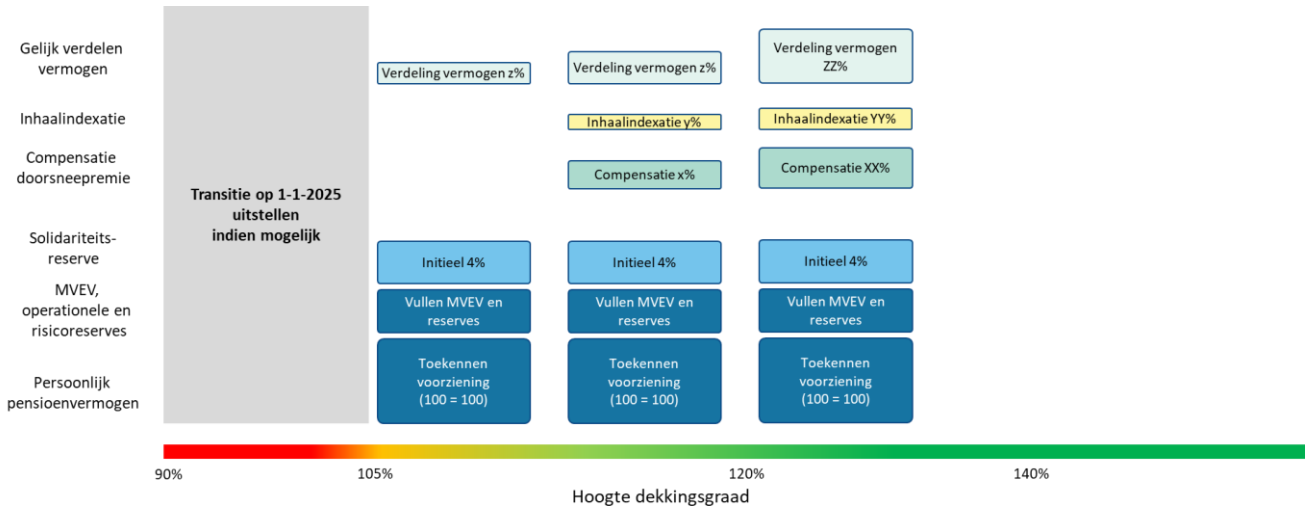 Gelijk verdelen
vermogen
Verdeling vermogen z%
Verdeling vermogen z%
Verdeling vermogen
ZZ%
Inhaalindexatie
Inhaalindexatie y%
Inhaalindexatie YY%
Compensatie
doorsneepremie
Compensatie x%
Compensatie XX%
Transitie op 1-1-2025
uitstellen
indien mogelijk
Solidariteits-
reserve
Initieel 4%
Initieel 4%
Initieel 4%
MVEV,
operationele en
risicoreserves
Vullen MVEV en
reserves
Vullen MVEV en
reserves
Vullen MVEV en
reserves
Persoonlijk
pensioenvermogen
Toekennen
voorziening
(100 = 100)
Toekennen
voorziening
(100 = 100)
Toekennen
voorziening
(100 = 100)
90%
105%
120%
140%
Hoogte dekkingsgraad